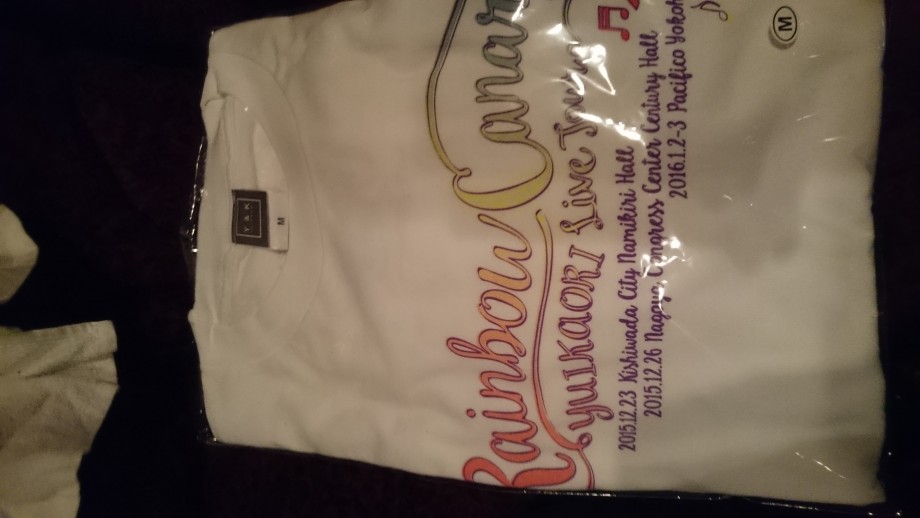 Rainbow Canar
YUIKAORI Live Tour
2015.12.23 Kishiwada City Namikiri Hall
2015.12.26 Nagoya Congress Center Century Hall
2016.1.2-3 Pacifico Yokoh
Y & K
M
M